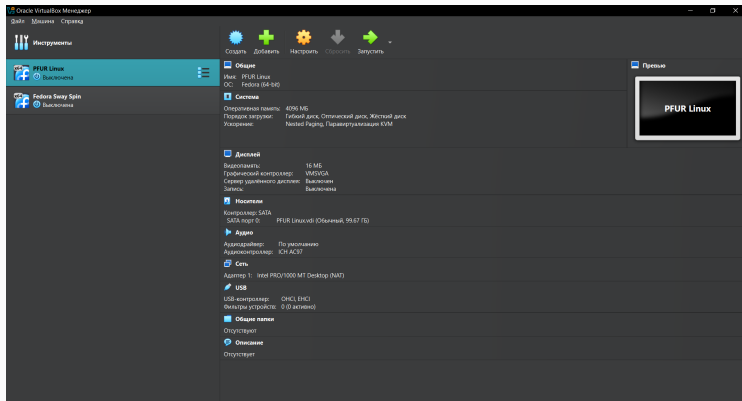 Oracle VirtualBox Менеджер
Файл Машина Справка
Инструменты
Создать Добавить Настроить Сбросить Запустить
PFUR Linux
Выключена
Fedora Sway Spin
Выключена
Общие
Имя: PFUR Linux
ОС: Fedora (64-bit)
Система
Оперативная память: 4096 МБ
Порядок загрузки: Гибкий диск, Оптический диск, Жёсткий диск
Ускорение: Nested Paging, Паравиртуализация KVM
Превью
PFUR Linux
Дисплей
Видеопамять: 16 МБ
Графический контроллер: VMSVGA
Сервер удалённого дисплея: Выключен
Запись: Выключена
Носители
Контроллер: SATA
SATA порт 0: PFUR Linux.vdi (Обычный, 99,67 ГБ)
Аудио
Аудиодрайвер: По умолчанию
Аудиоконтроллер: ICH AC97
Сеть
Адаптер 1: Intel PRO/1000 MT Desktop (NAT)
USB
USB-контроллер: OHCI, EHCI
Фильтры устройств: 0 (0 активно)
Общие папки
Отсутствуют
Описание
Отсутствует